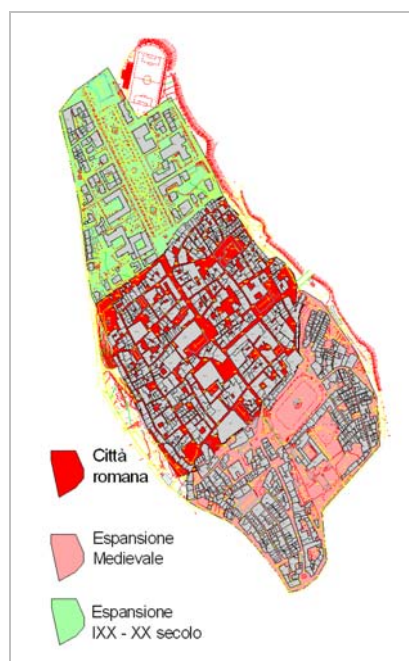 Città
romana
Espansione
Medievale
Espansione
IXX - XX secolo